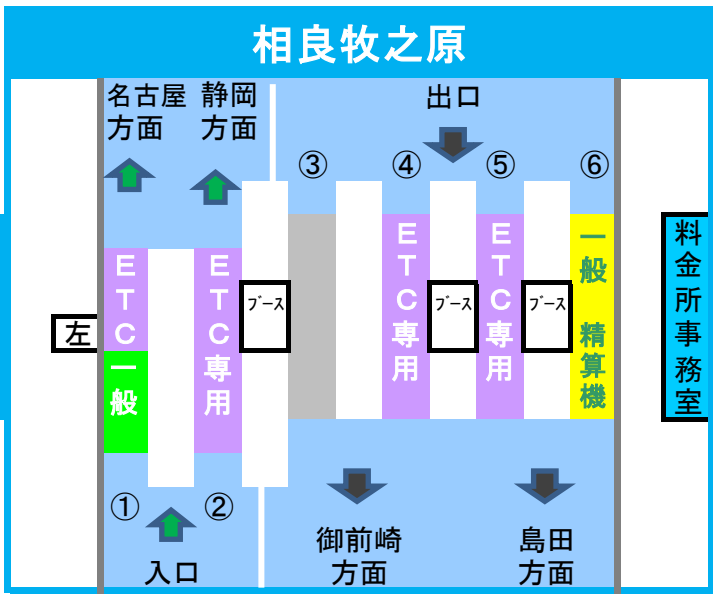 相良牧之原
名古屋
方面
静岡
方面
出口
③
④
⑤
⑥
ETC
一般
ETC専用
ETC専用
ETC専用
一般 精算機
ﾌﾞｰｽ
ﾌﾞｰｽ
ﾌﾞｰｽ
左
料金所事務室
①
②
入口
御前崎
方面
島田
方面